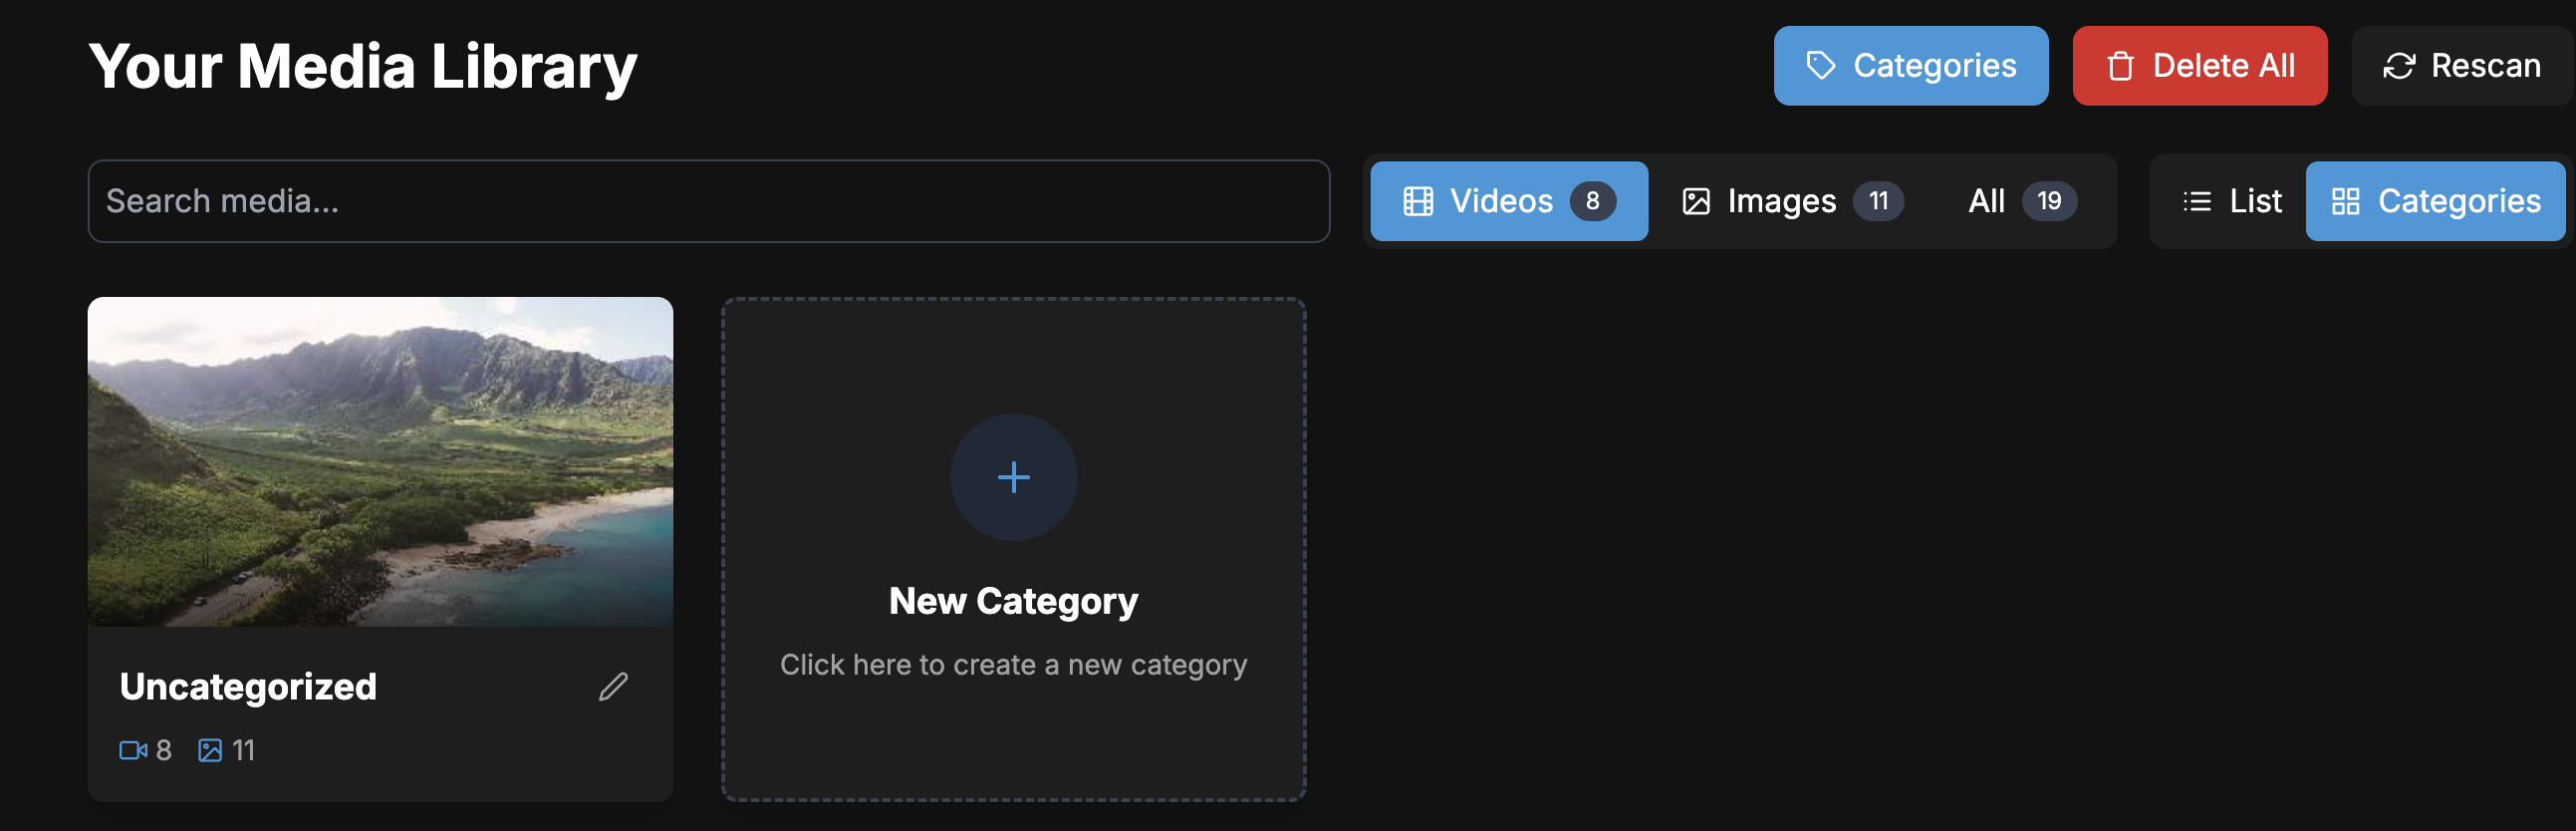 Your Media Library
Categories
Delete All
Rescan
Search media...
Videos 8
Images 11
All 19
List
Categories
Uncategorized
8 11
New Category
Click here to create a new category